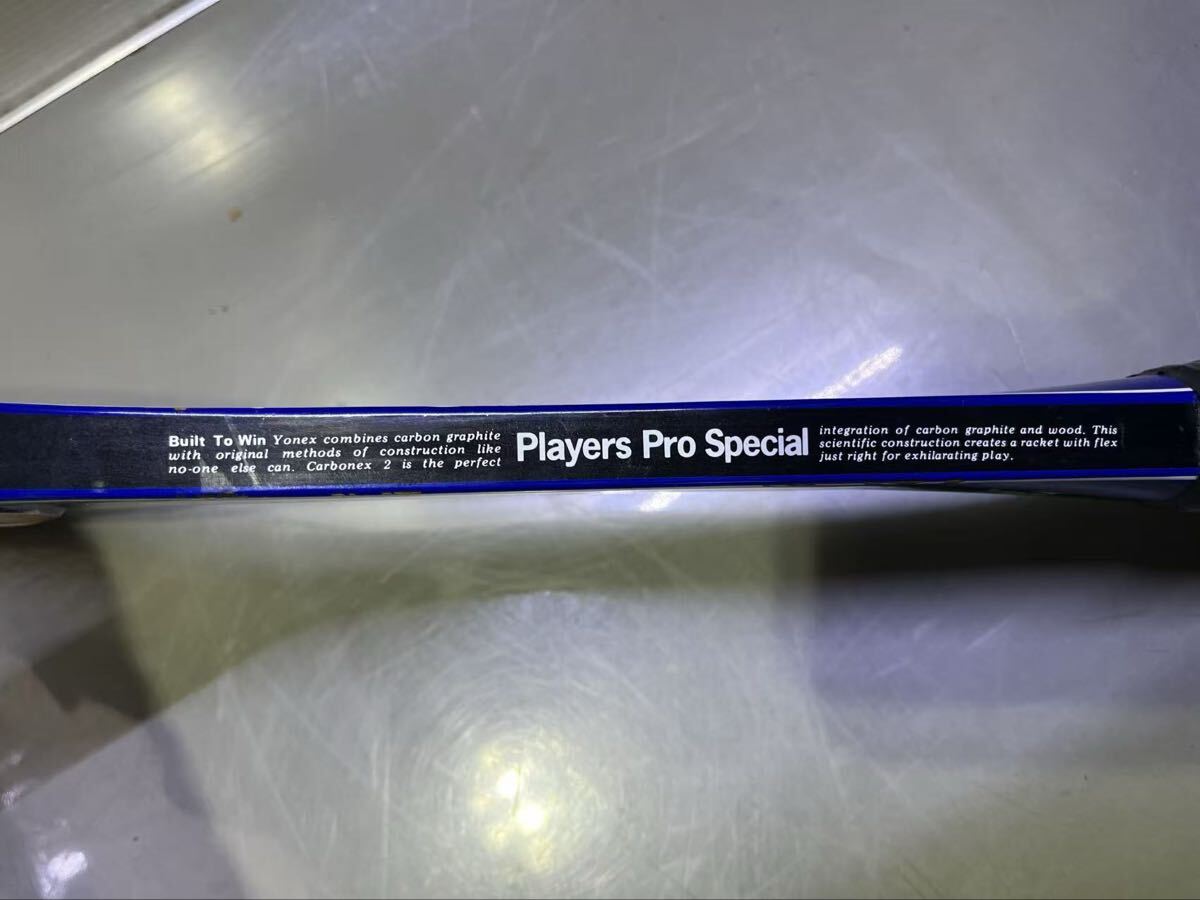 Built To Win Yonex combines carbon graphite
with original methods of construction like
no-one else can. Carbonex 2 is the perfect
Players Pro Special
integration of carbon graphite and wood. This
scientific construction creates a racket with flex
just right for exhilarating play.